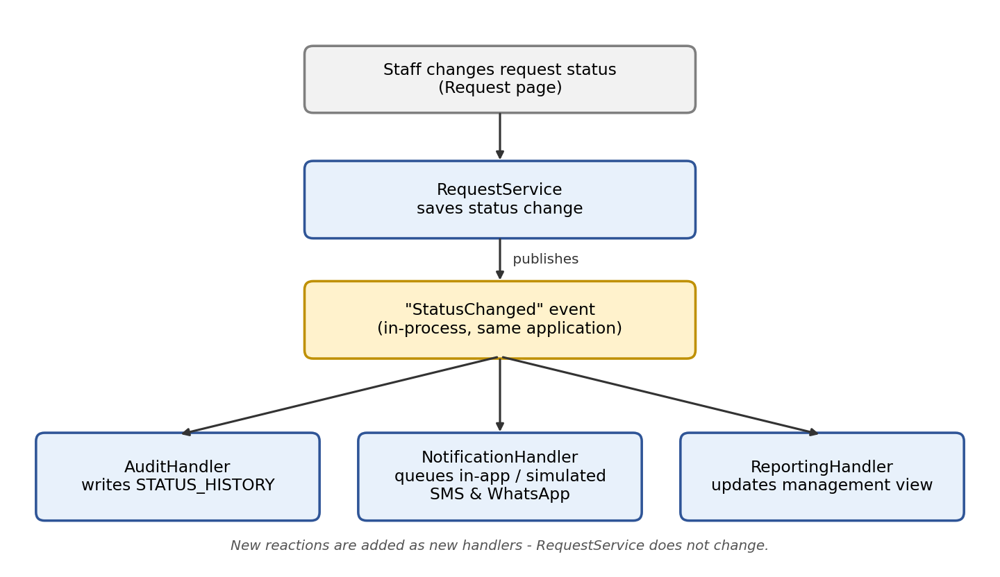 Staff changes request status
(Request page)
RequestService
saves status change
publishes
"StatusChanged" event
(in-process, same application)
AuditHandler
writes STATUS_HISTORY
NotificationHandler
queues in-app / simulated
SMS & WhatsApp
ReportingHandler
updates management view
New reactions are added as new handlers - RequestService does not change.